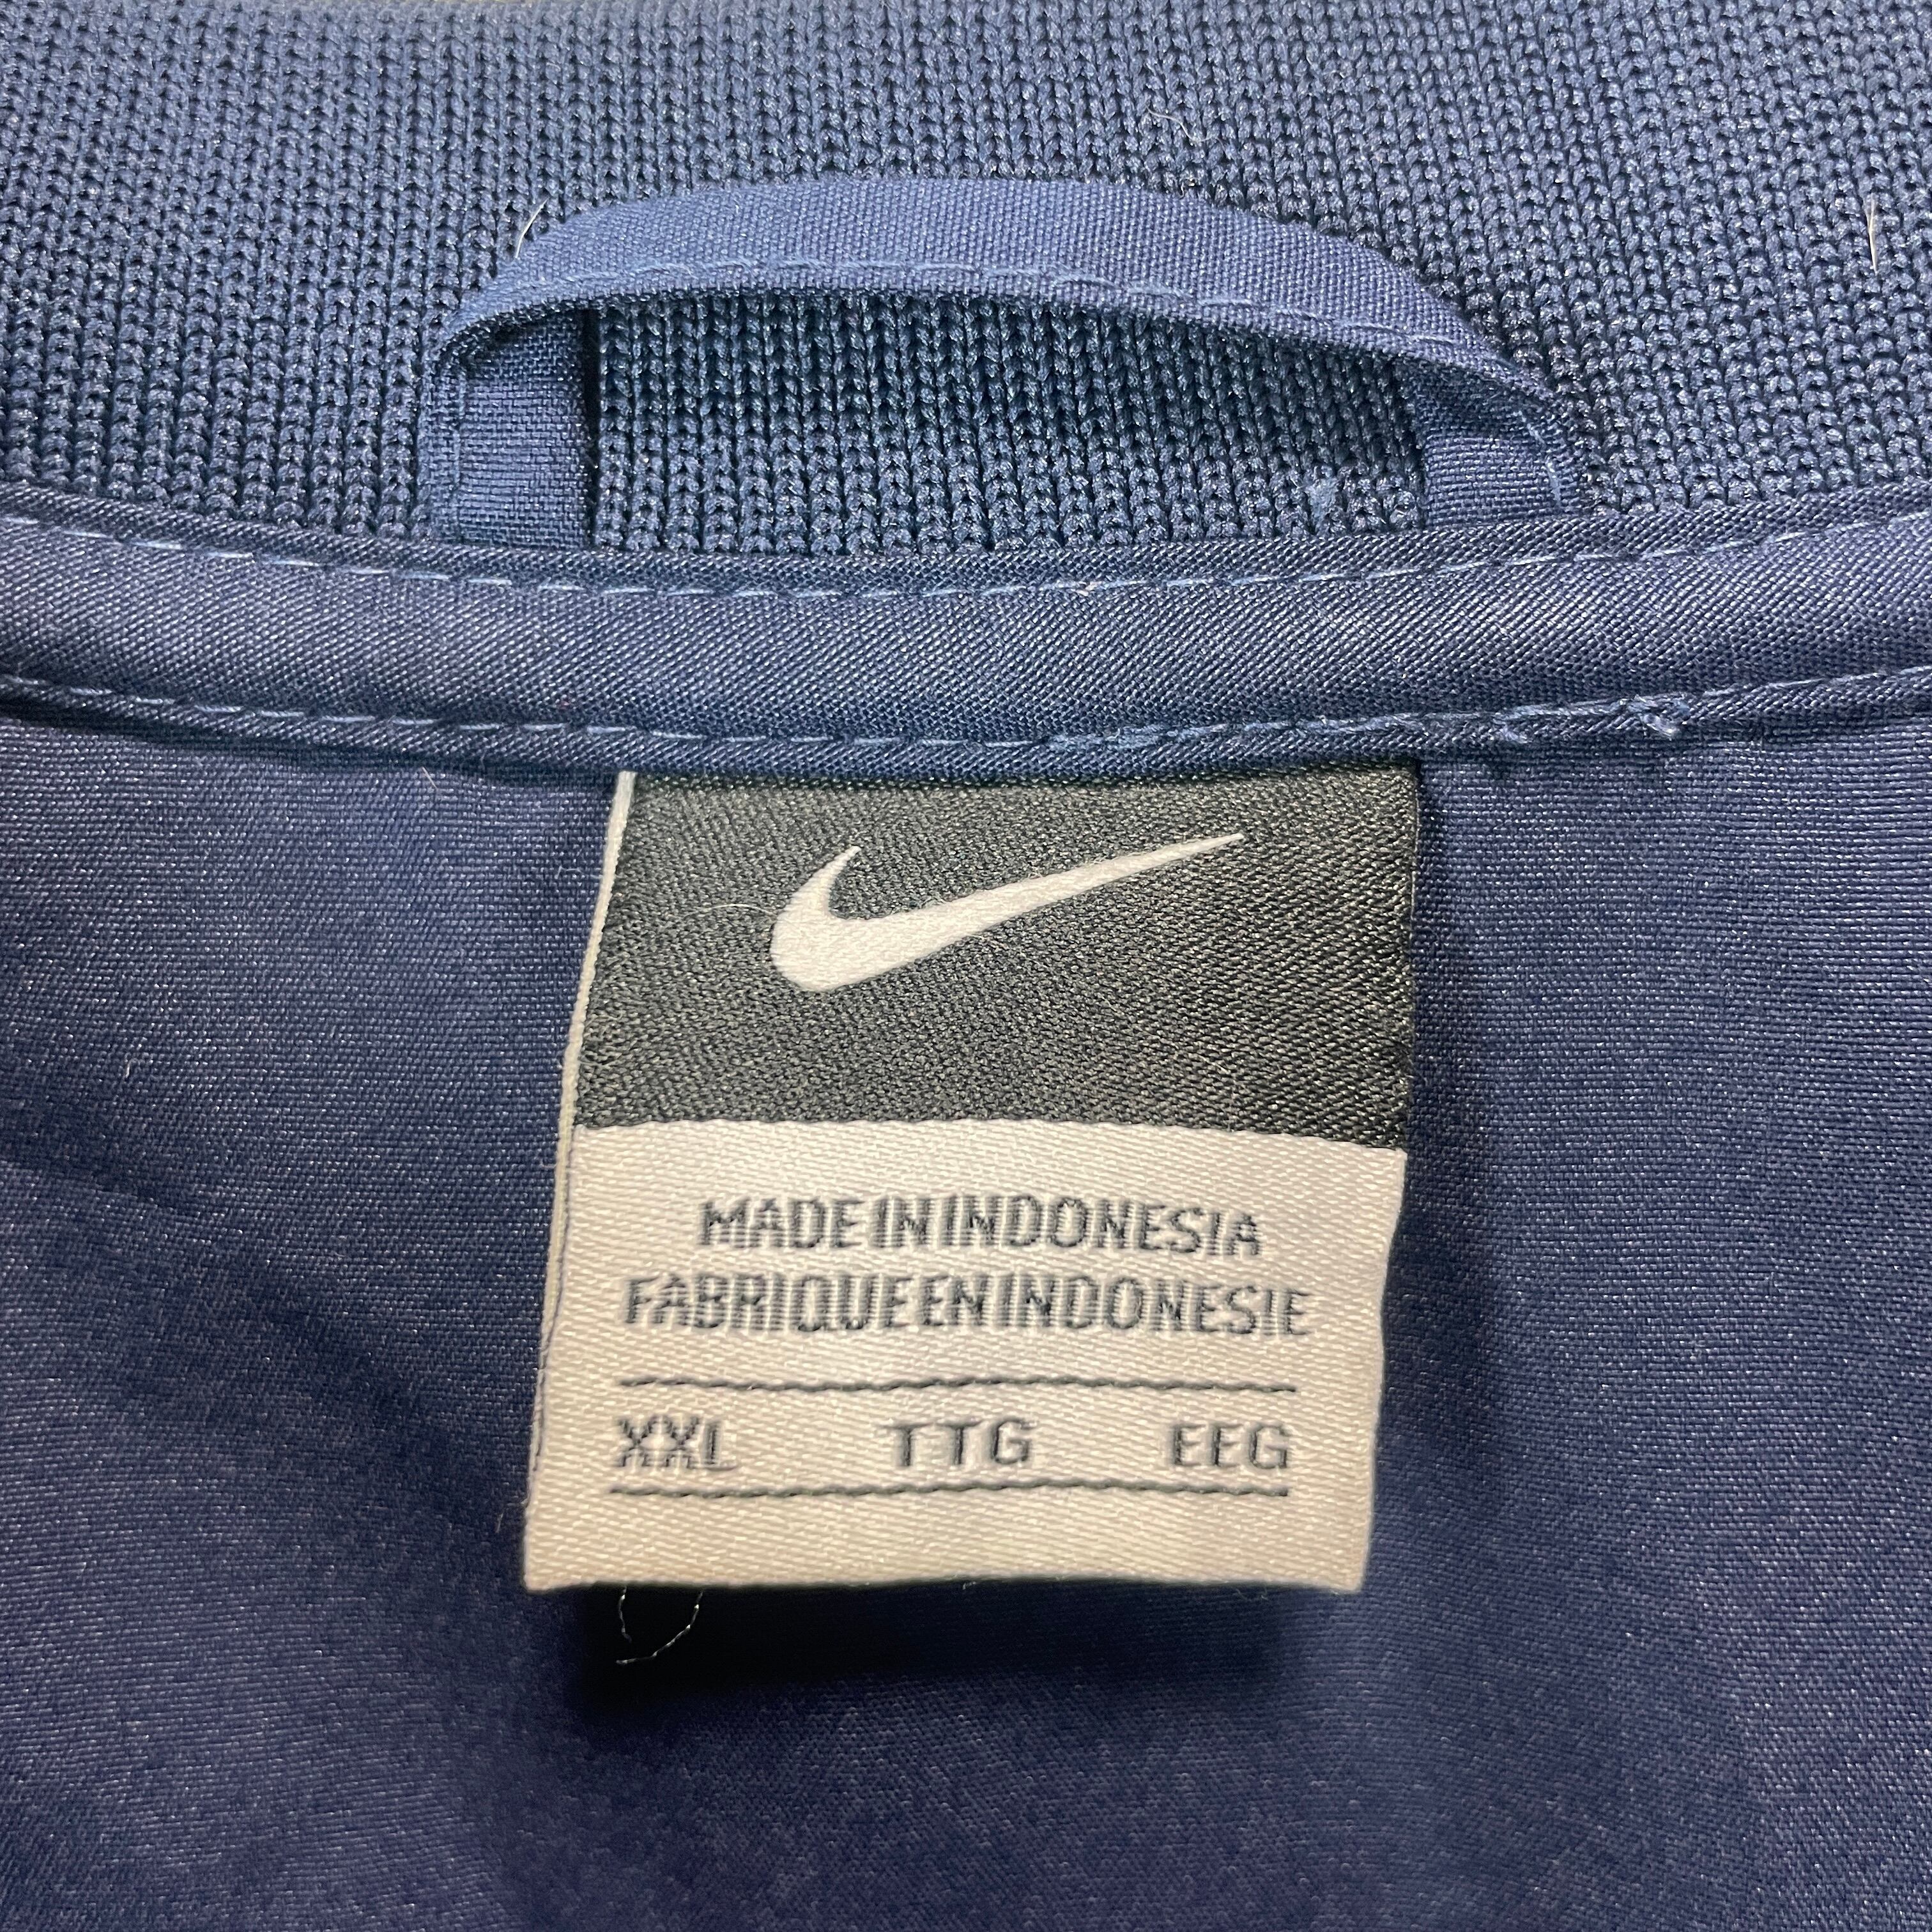 MADE IN INDONESIA
FABRIQUE EN INDONESIE
XXL TTG EEG